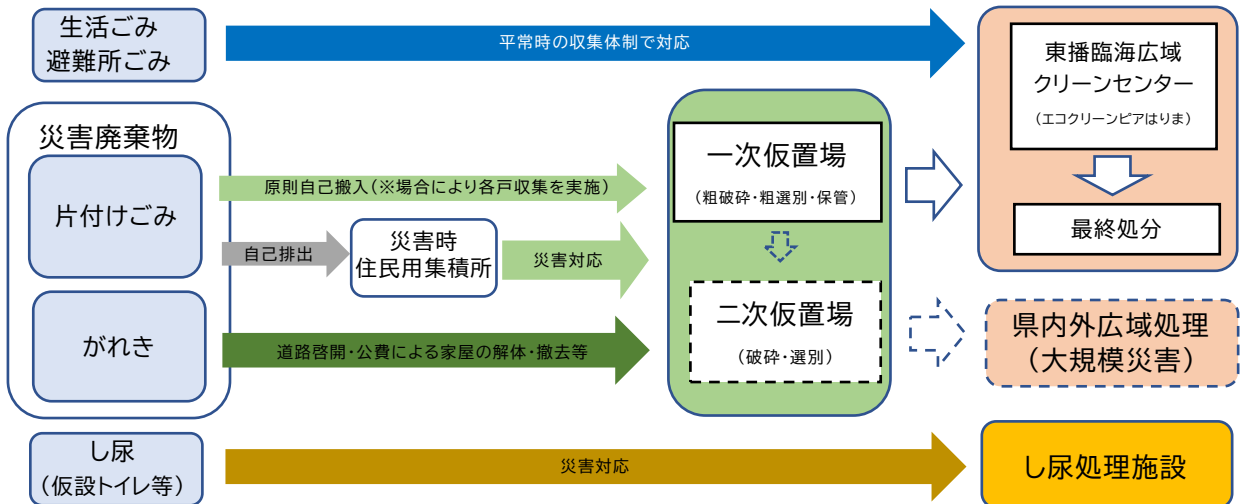 生活ごみ
避難所ごみ
平常時の収集体制で対応
東播臨海広域
クリーンセンター
(エコクリーンピアはりま)
最終処分
災害廃棄物
片付けごみ
がれき
原則自己搬入(※場合により各戸収集を実施)
自己排出
災害時
住民用集積所
災害対応
道路啓開・公費による家屋の解体・撤去等
一次仮置場
(粗破砕・粗選別・保管)
二次仮置場
(破砕・選別)
県内外広域処理
(大規模災害)
し尿
(仮設トイレ等)
災害対応
し尿処理施設